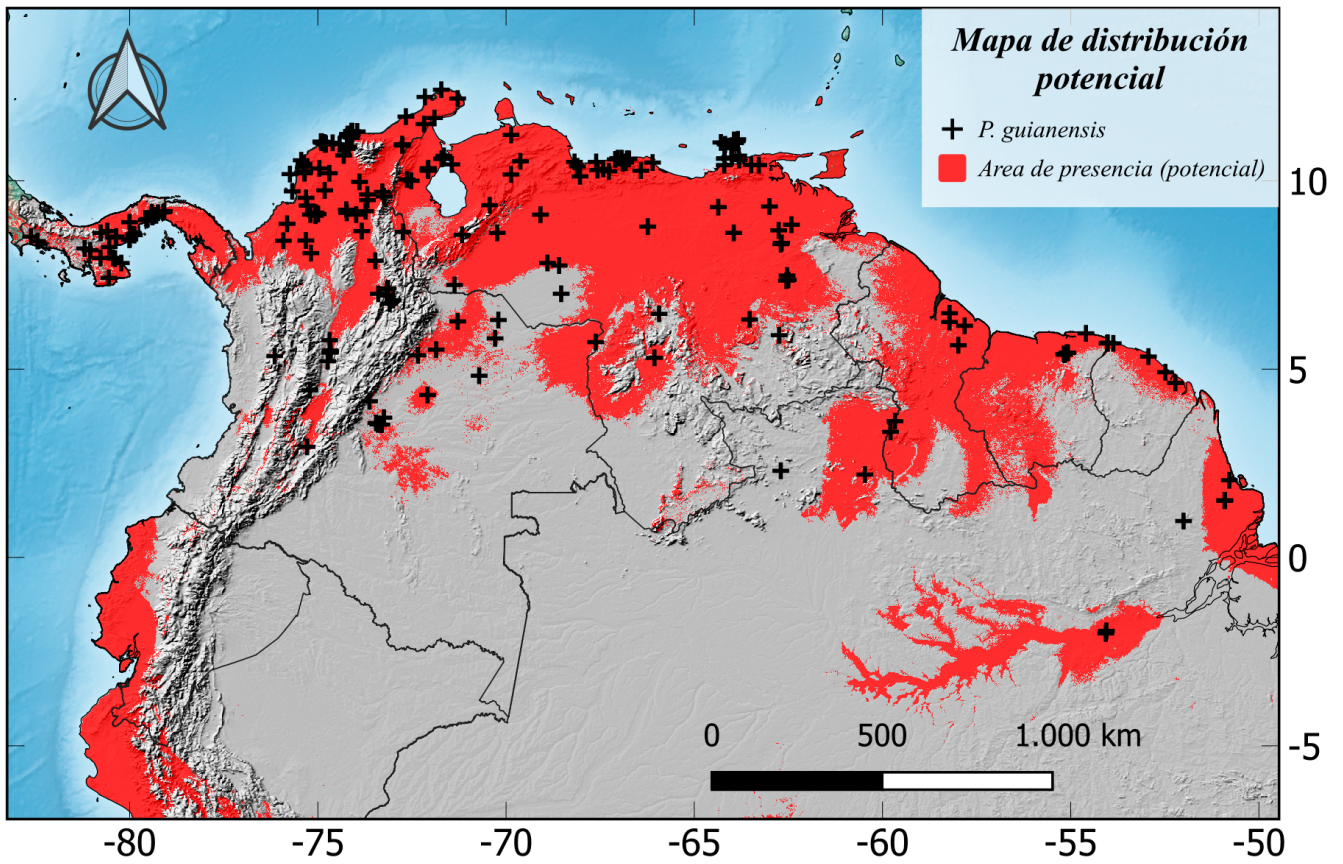 Mapa de distribución
potencial
P. guianensis
Area de presencia (potencial)
10
5
0
-5
0 500 1.000 km
-80 -75 -70 -65 -60 -55 -50